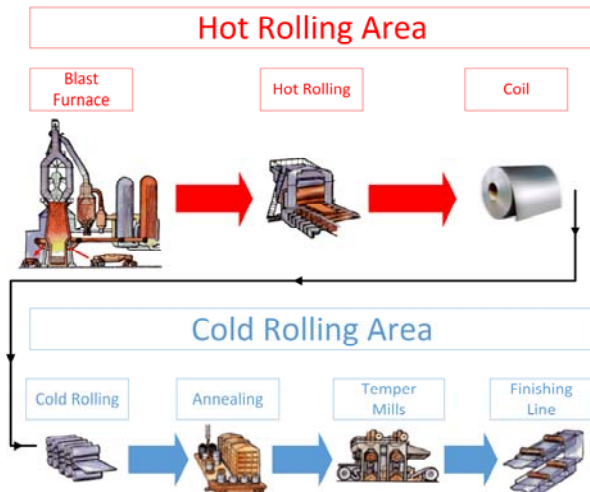 Hot Rolling Area
Blast
Furnace
Hot Rolling
Coil
Cold Rolling Area
Cold Rolling
Annealing
Temper
Mills
Finishing
Line